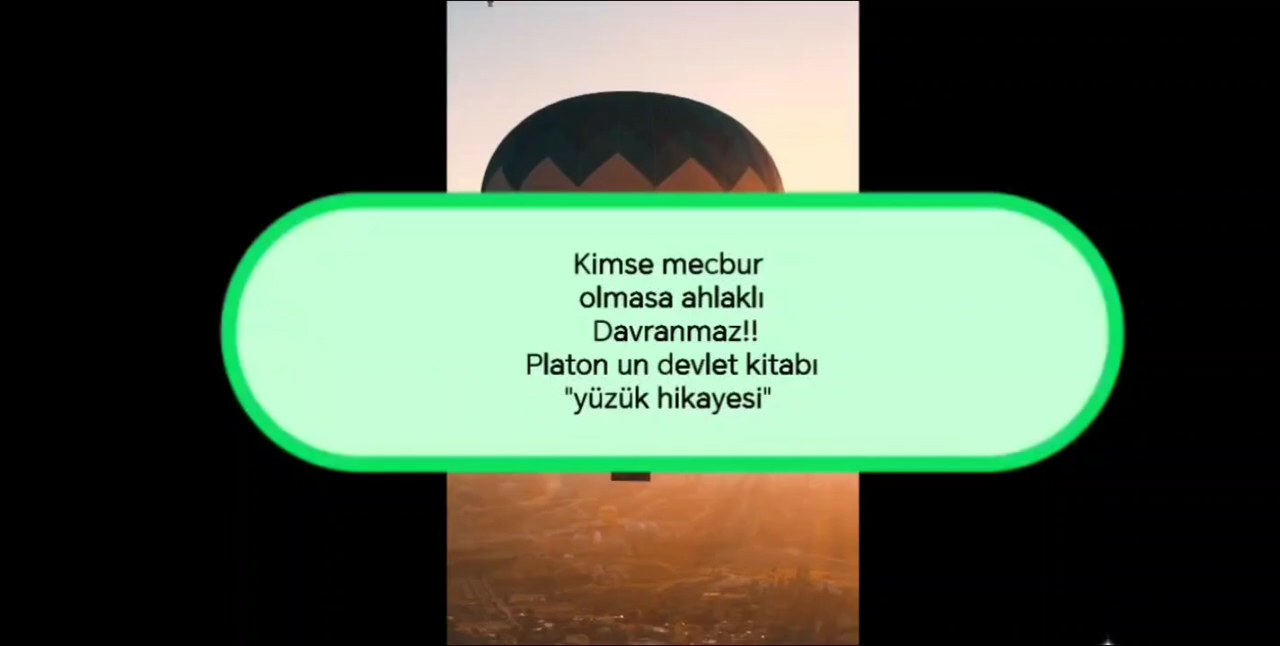 Kimse mecbur
olmasa ahlaklı
Davranmaz!!
Platon un devlet kitabı
"yüzük hikayesi"